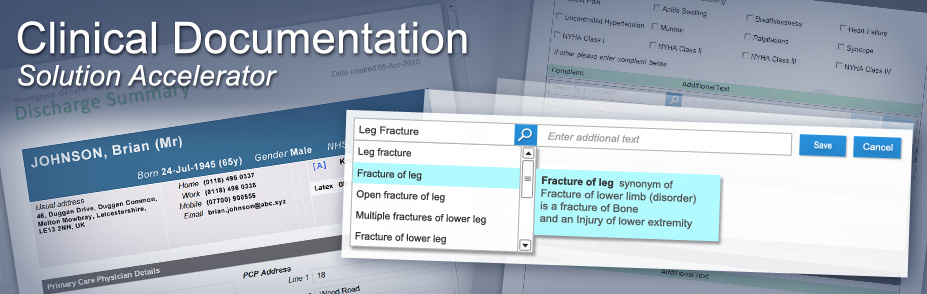 Clinical Documentation
Solution Accelerator
Date created 08-Apr-2010
Discharge Summary
JOHNSON, Brian (Mr)
Born 24-Jul-1945 (65y) Gender Male NHS
Usual address
46, Duggan Drive, Duggan Common,
Melton Mowbray, Leicestershire,
LE13 2NH, UK
Home (0116) 496 0337
Work (0116) 496 0338
Mobile (07700) 900555
Email brian.johnson@abc.xyz
[A]
Latex
Primary Care Physician Details
PCP Address
Line 1 18
Wood Road
Ankle Swelling
Breathlessness
Heart Failure
Uncontrolled Hypertension
Murmur
Palpitations
Syncope
NYHA Class I
NYHA Class II
NYHA Class III
NYHA Class IV
If other please enter complaint below
Complaint
Additional Text
Leg Fracture
Enter addtional text
Save
Cancel
Leg fracture
Fracture of leg
Open fracture of leg
Multiple fractures of lower leg
Fracture of lower leg
Fracture of leg synonym of
Fracture of lower limb (disorder)
is a fracture of Bone
and an Injury of lower extremity
Additional Text